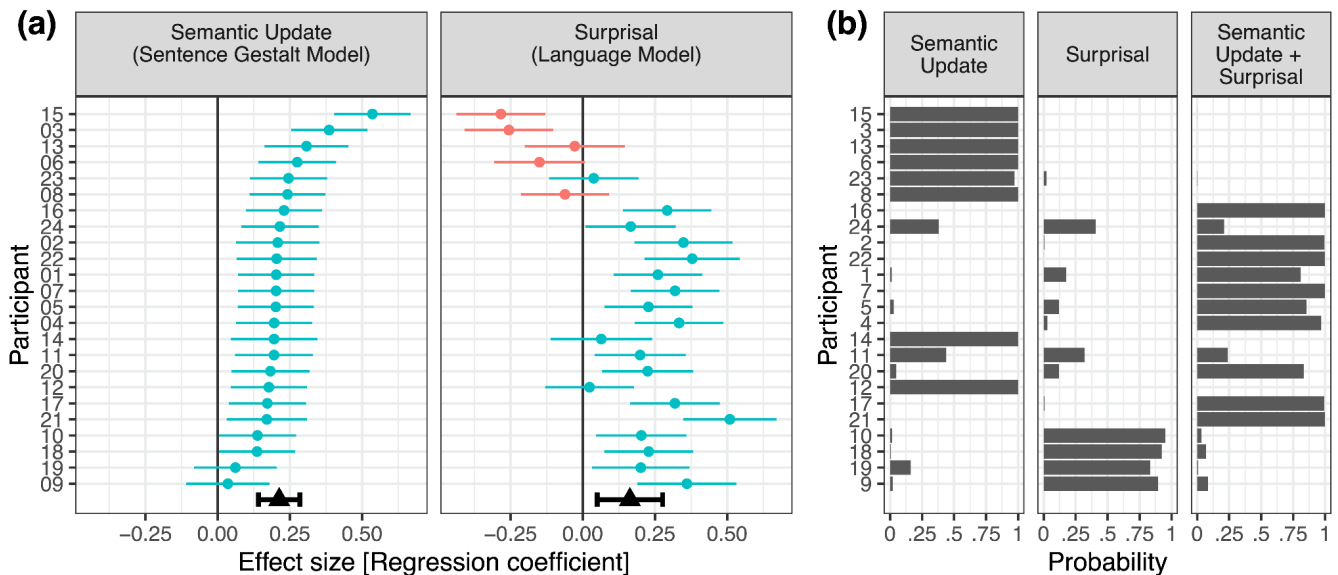 (a)
Semantic Update
(Sentence Gestalt Model)
Surprisal
(Language Model)
Participant
15
03
13
06
23
08
16
24
02
22
01
07
05
04
14
11
20
12
17
21
10
18
19
09
−0.25 0.00 0.25 0.50
−0.25 0.00 0.25 0.50
Effect size [Regression coefficient]
(b)
Semantic
Update
Surprisal
Semantic
Update +
Surprisal
Participant
15
3
13
6
23
8
16
24
2
22
1
7
5
4
14
11
20
12
17
21
10
18
19
9
0 .25 .5 .75 1
0 .25 .5 .75 1
0 .25 .5 .75 1
Probability